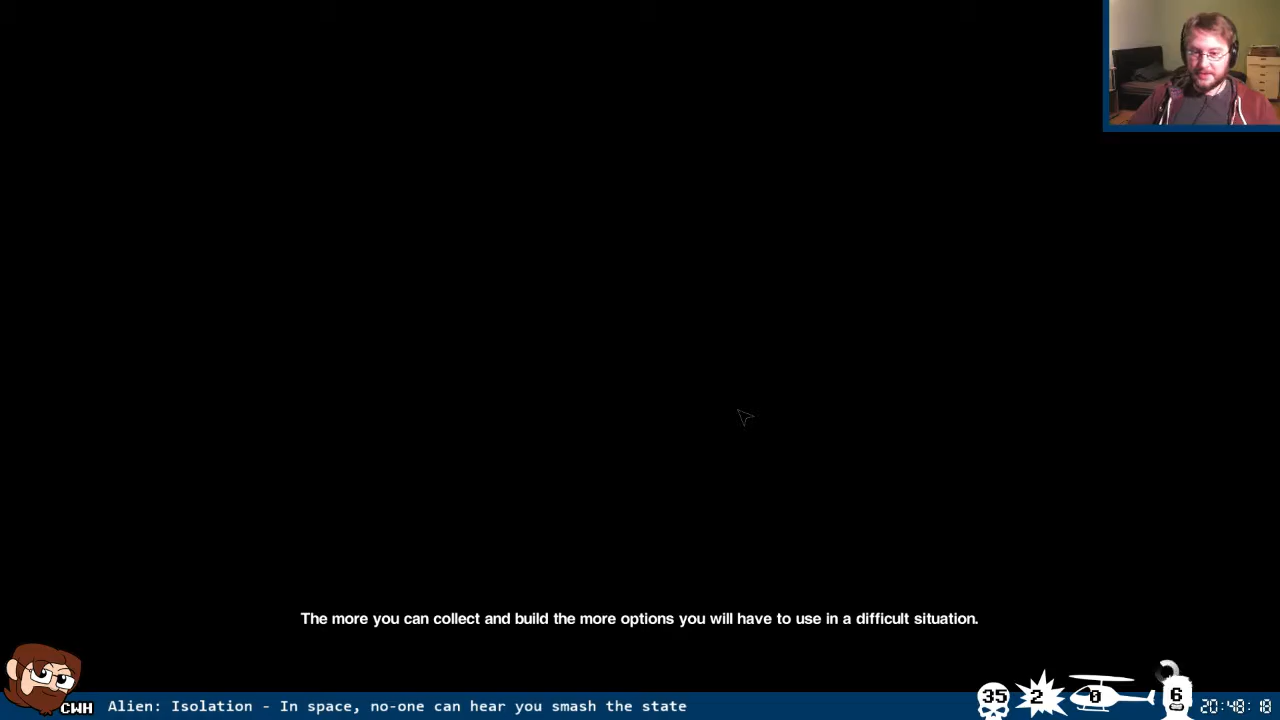 The more you can collect and build the more options you will have to use in a difficult situation.
35 2 0 6
CWH Alien: Isolation - In space, no-one can hear you smash the state 20:48:18